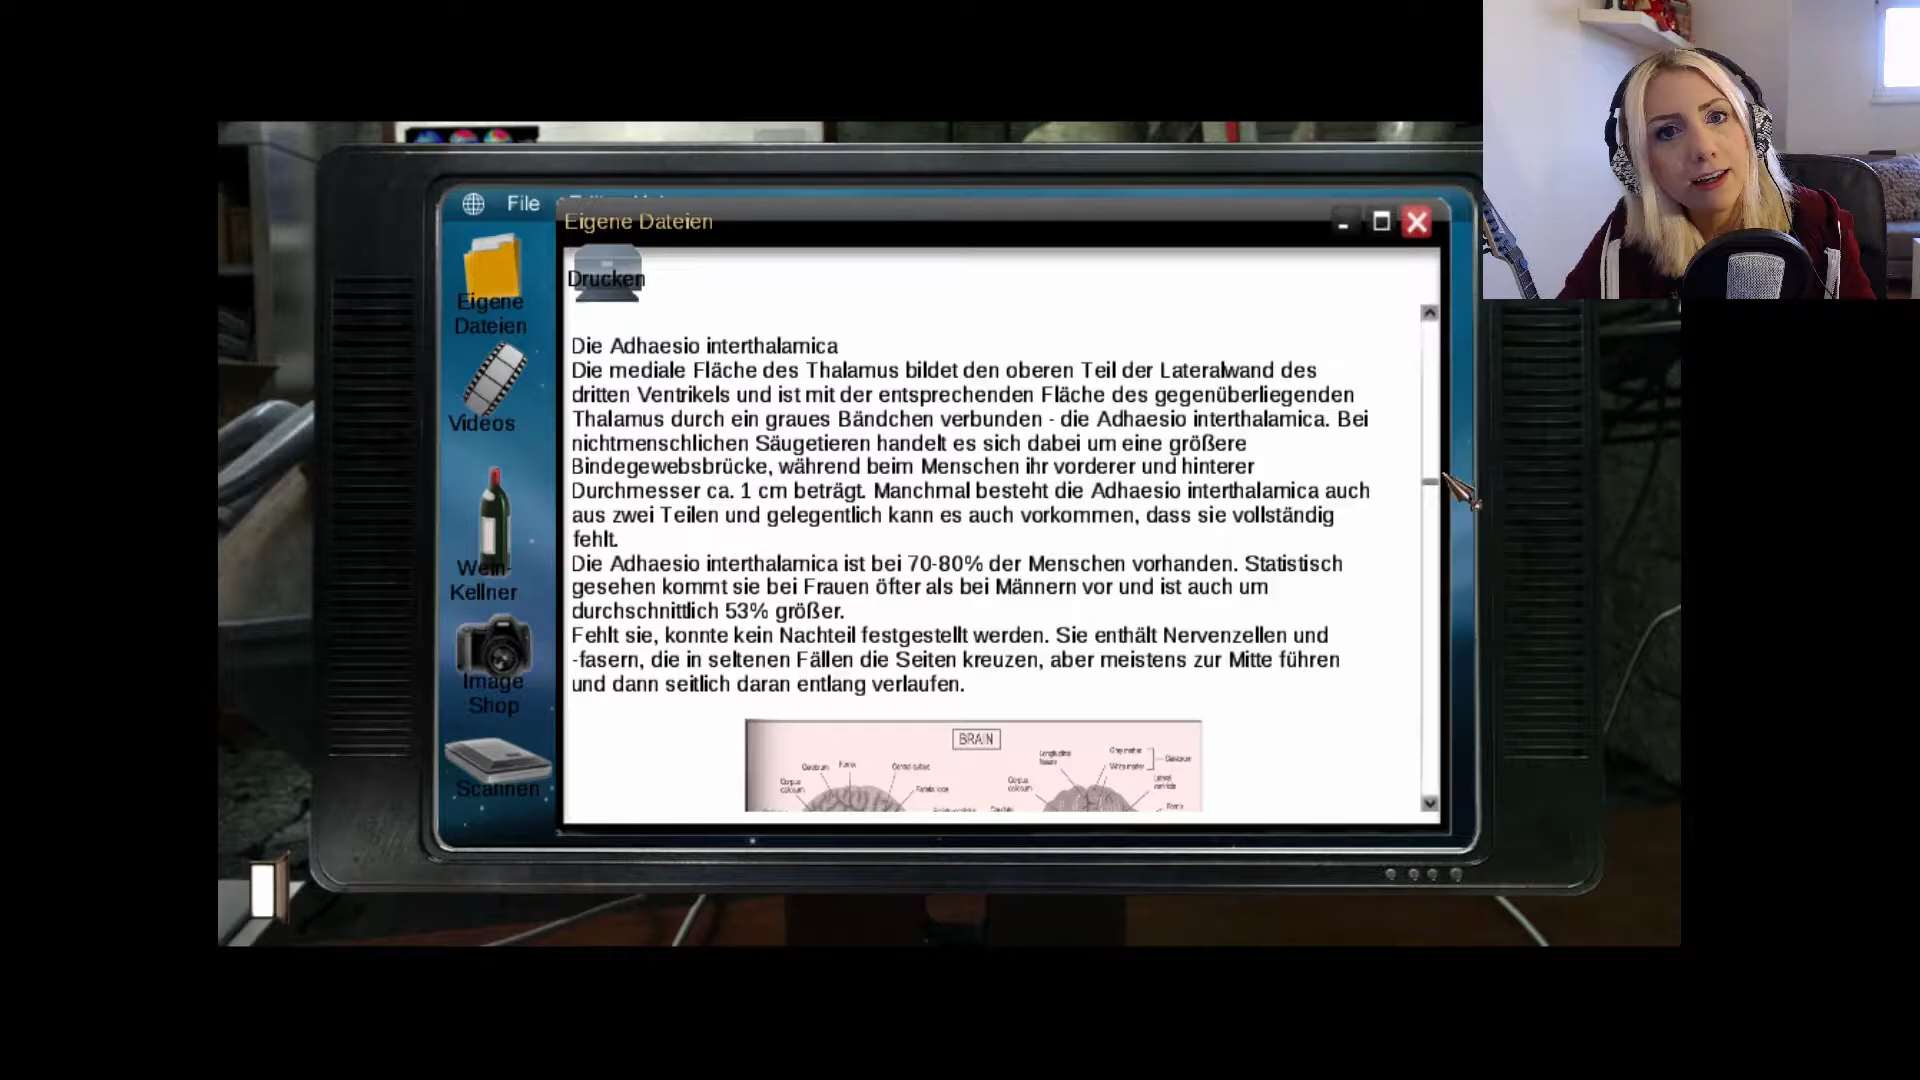 File
Eigene Dateien
Drucken
Eigene
Dateien
Videos
Wein-
Kellner
Image
Shop
Scannen
Die Adhaesio interthalamica
Die mediale Fläche des Thalamus bildet den oberen Teil der Lateralwand des
dritten Ventrikels und ist mit der entsprechenden Fläche des gegenüberliegenden
Thalamus durch ein graues Bändchen verbunden - die Adhaesio interthalamica. Bei
nichtmenschlichen Säugetieren handelt es sich dabei um eine größere
Bindegewebsbrücke, während beim Menschen ihr vorderer und hinterer
Durchmesser ca. 1 cm beträgt. Manchmal besteht die Adhaesio interthalamica auch
aus zwei Teilen und gelegentlich kann es auch vorkommen, dass sie vollständig
fehlt.
Die Adhaesio interthalamica ist bei 70-80% der Menschen vorhanden. Statistisch
gesehen kommt sie bei Frauen öfter als bei Männern vor und ist auch um
durchschnittlich 53% größer.
Fehlt sie, konnte kein Nachteil festgestellt werden. Sie enthält Nervenzellen und
-fasern, die in seltenen Fällen die Seiten kreuzen, aber meistens zur Mitte führen
und dann seitlich daran entlang verlaufen.
BRAIN
Corpus
callosum
Corpus
callosum